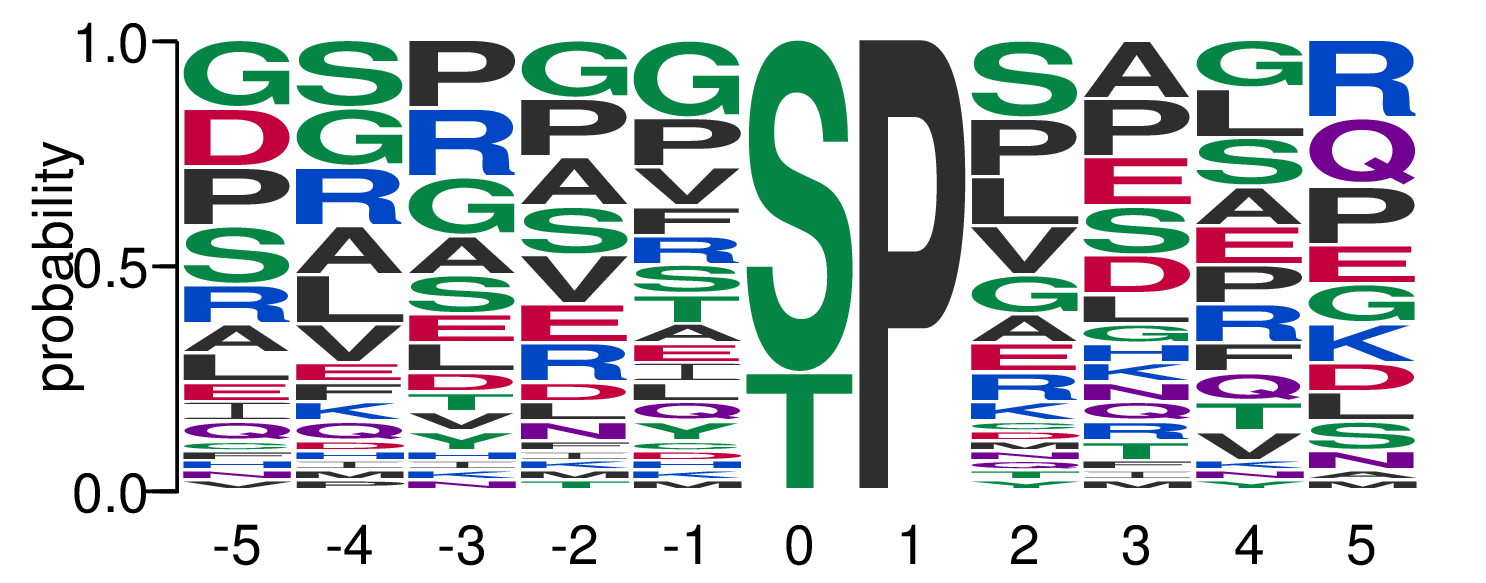 1.0
0.5
0.0
probability
G D P S R A L E I Q C F H N V
S G R A L V E F K Q D H I M P
P R G A S E L D T V Y H I K N
G P A S V E R D L N F I K M T
G P V F R S T A E I L Q Y C D H K M
S T
P
S P L V G A E R K C D M N Q Y
A P E S D L G H K N Q R T F I M
G L S A E P R F Q T V K N Y
R Q P E G K D L S N A M
-5 -4 -3 -2 -1 0 1 2 3 4 5